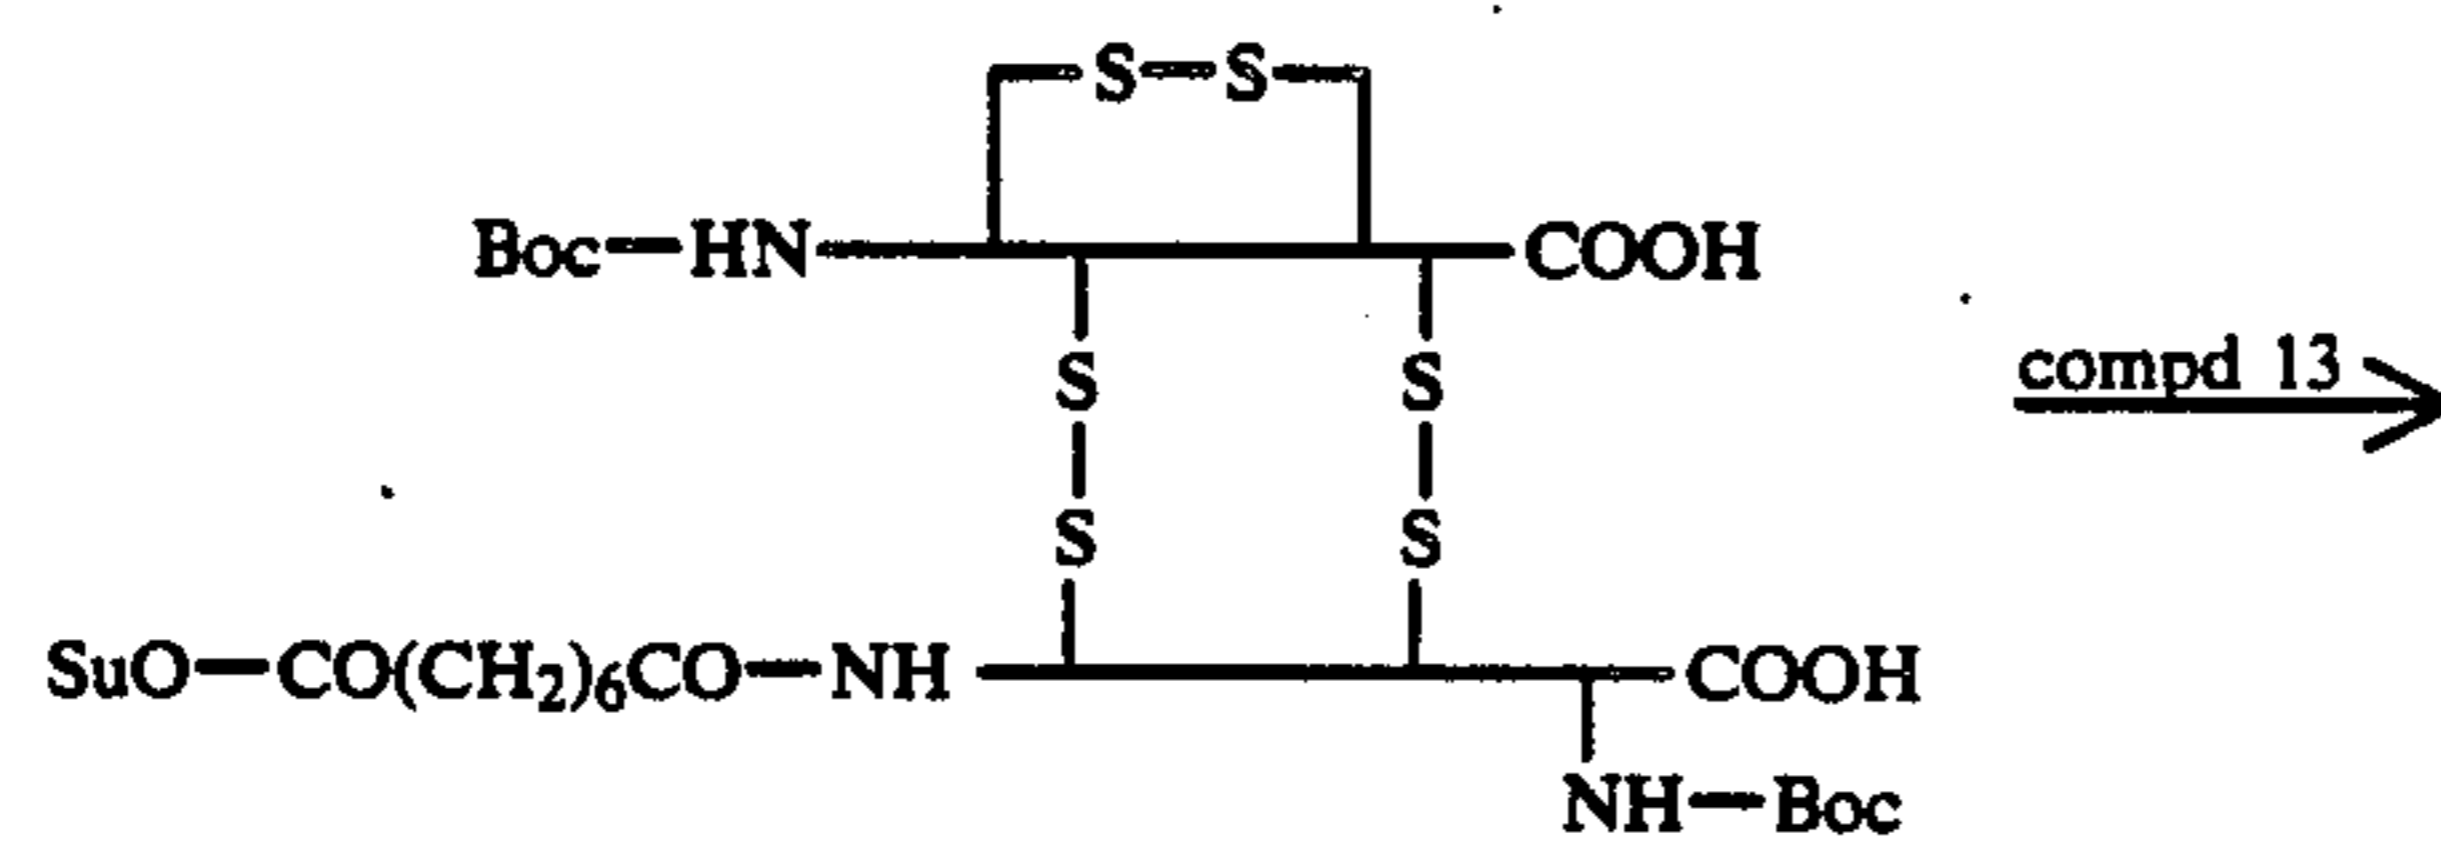 S—S
Boc—HN COOH
S S
compd 13
S S
SuO—CO(CH₂)₆CO—NH COOH
NH—Boc